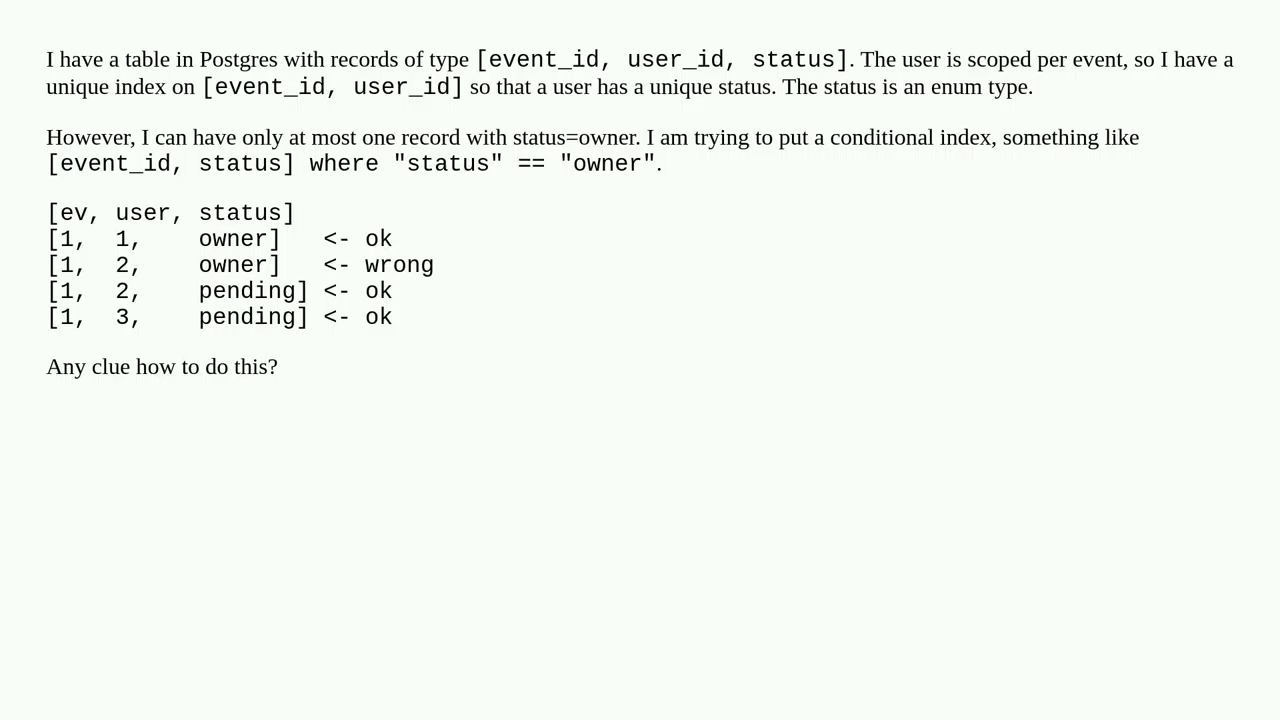 I have a table in Postgres with records of type [event_id, user_id, status]. The user is scoped per event, so I have a
unique index on [event_id, user_id] so that a user has a unique status. The status is an enum type.
However, I can have only at most one record with status=owner. I am trying to put a conditional index, something like
[event_id, status] where "status" == "owner".
[ev, user, status]
[1,  1,    owner]   <- ok
[1,  2,    owner]   <- wrong
[1,  2,    pending] <- ok
[1,  3,    pending] <- ok
Any clue how to do this?